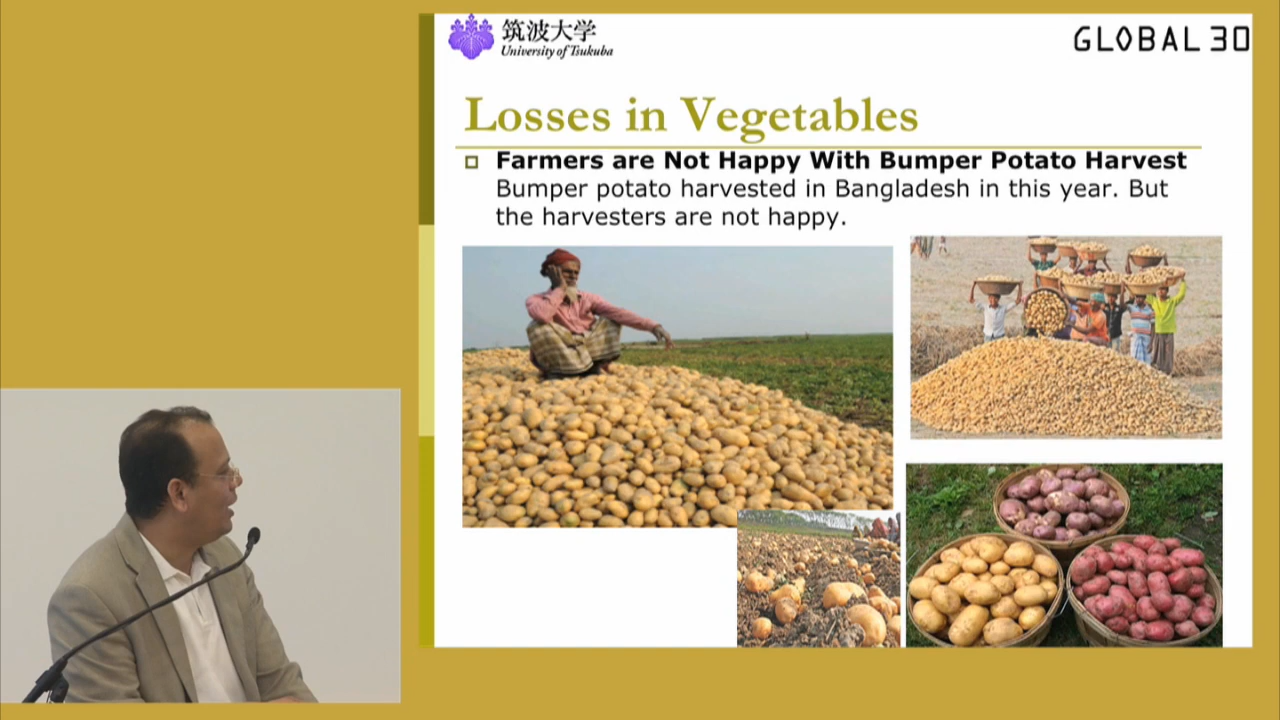 筑波大学
University of Tsukuba
GLOBAL 30
Losses in Vegetables
Farmers are Not Happy With Bumper Potato Harvest
Bumper potato harvested in Bangladesh in this year. But
the harvesters are not happy.